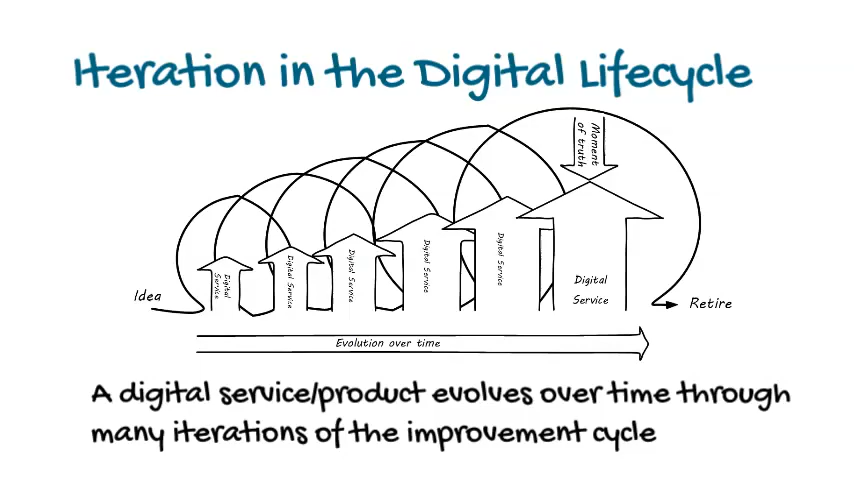 Iteration in the Digital Lifecycle
Moment
of truth
Digital
Service
Digital Service
Digital Service
Digital Service
Digital Service
Digital
Service
Idea
Retire
Evolution over time
A digital service/product evolves over time through
many iterations of the improvement cycle